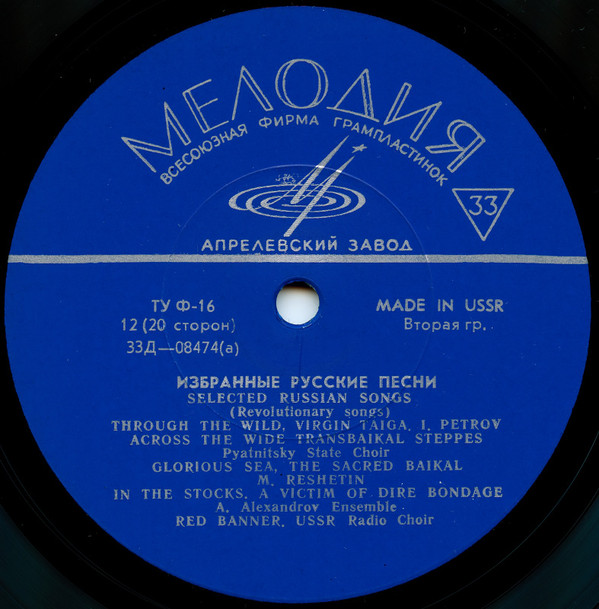 МЕЛОДИЯ
ВСЕСОЮЗНАЯ ФИРМА ГРАМПЛАСТИНОК
33
АПРЕЛЕВСКИЙ ЗАВОД
ТУ Ф-16
MADE IN USSR
12 (20 сторон)
Вторая гр.
33Д—08474(а)
ИЗБРАННЫЕ РУССКИЕ ПЕСНИ
SELECTED RUSSIAN SONGS
(Revolutionary songs)
THROUGH THE WILD, VIRGIN TAIGA, I. PETROV
ACROSS THE WIDE TRANSBAIKAL STEPPES
Pyatnitsky State Choir
GLORIOUS SEA, THE SACRED BAIKAL
M. RESHETIN
IN THE STOCKS, A VICTIM OF DIRE BONDAGE
A. Alexandrov Ensemble
RED BANNER, USSR Radio Choir